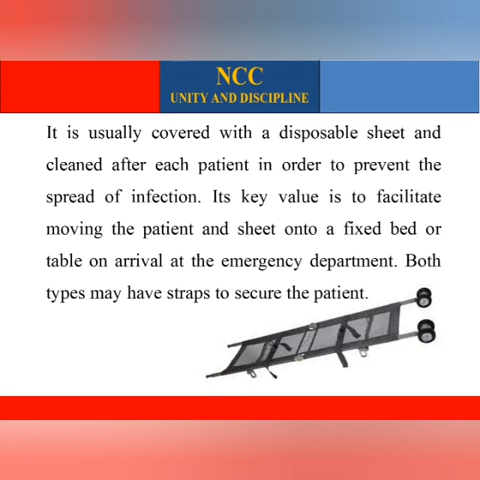 NCC
UNITY AND DISCIPLINE
It is usually covered with a disposable sheet and
cleaned after each patient in order to prevent the
spread of infection. Its key value is to facilitate
moving the patient and sheet onto a fixed bed or
table on arrival at the emergency department. Both
types may have straps to secure the patient.